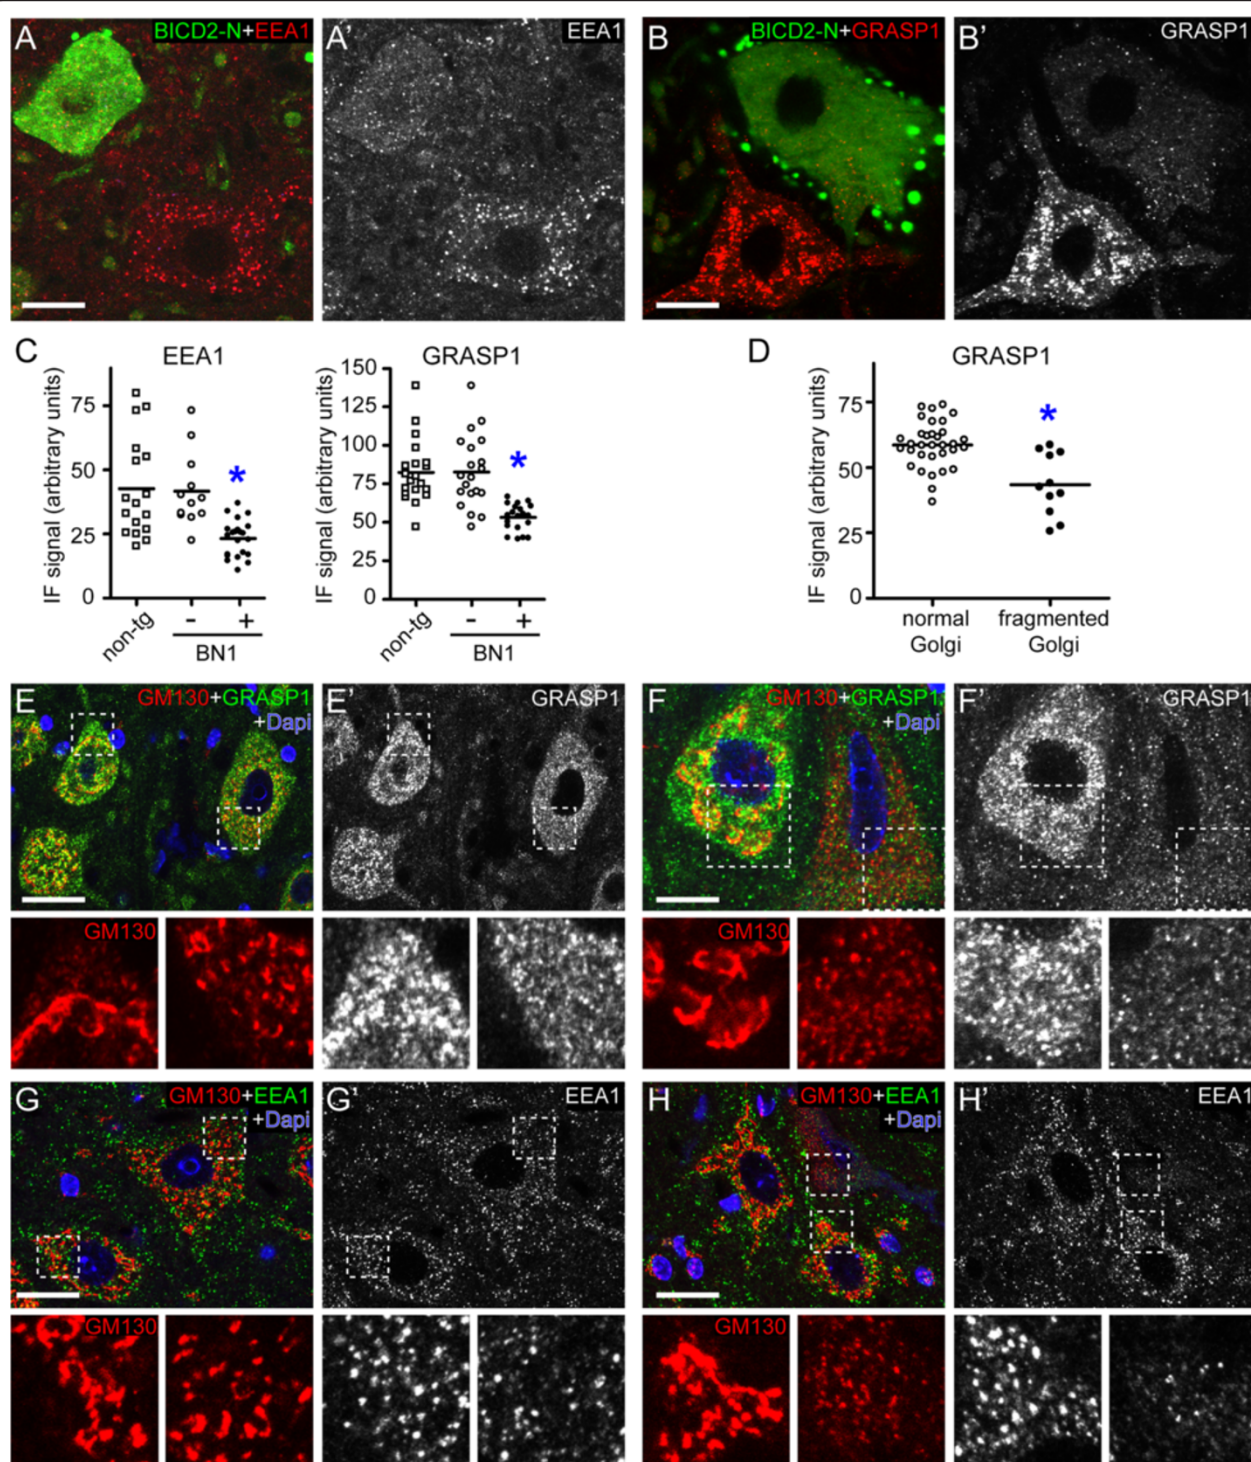 A BICD2-N+EEA1
A' EEA1
B BICD2-N+GRASP1
B' GRASP1
C
EEA1
IF signal (arbitrary units)
75
50
25
0
non-tg
- +
BN1
GRASP1
IF signal (arbitrary units)
150
125
100
75
50
25
0
non-tg
- +
BN1
*
*
D
GRASP1
IF signal (arbitrary units)
75
50
25
0
*
normal
Golgi
fragmented
Golgi
E GM130+GRASP1
+Dapi
E' GRASP1
F GM130+GRASP1
+Dapi
F' GRASP1
GM130
GM130
G GM130+EEA1
+Dapi
G' EEA1
H GM130+EEA1
+Dapi
H' EEA1
GM130
GM130